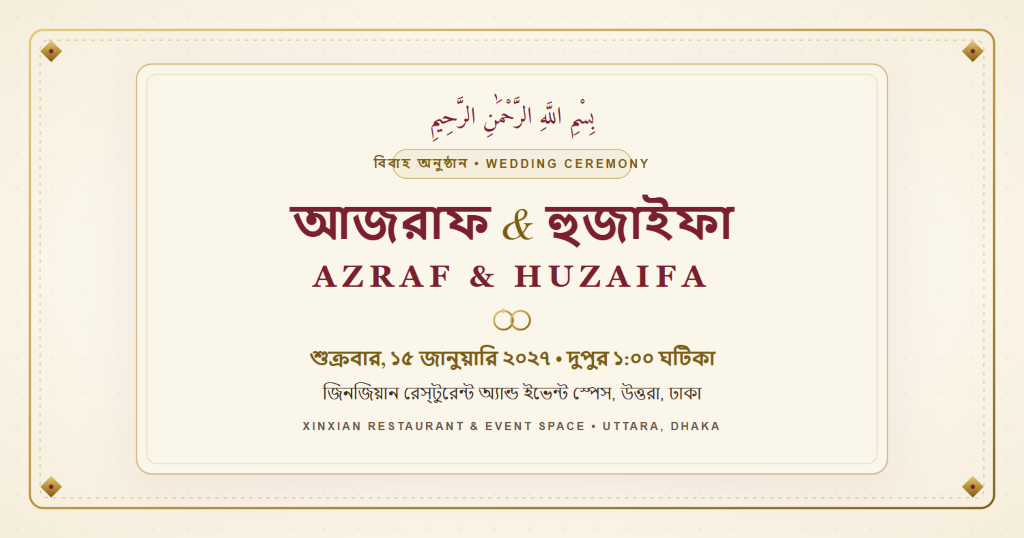 بِسْمِ اللَّهِ الرَّحْمَٰنِ الرَّحِيمِ
বিবাহ অনুষ্ঠান • WEDDING CEREMONY
আজরাফ & হুজাইফা
AZRAF & HUZAIFA
শুক্রবার, ১৫ জানুয়ারি ২০২৭ • দুপুর ১:০০ ঘটিকা
জিনজিয়ান রেস্টুরেন্ট অ্যান্ড ইভেন্ট স্পেস, উত্তরা, ঢাকা
XINXIAN RESTAURANT & EVENT SPACE • UTTARA, DHAKA